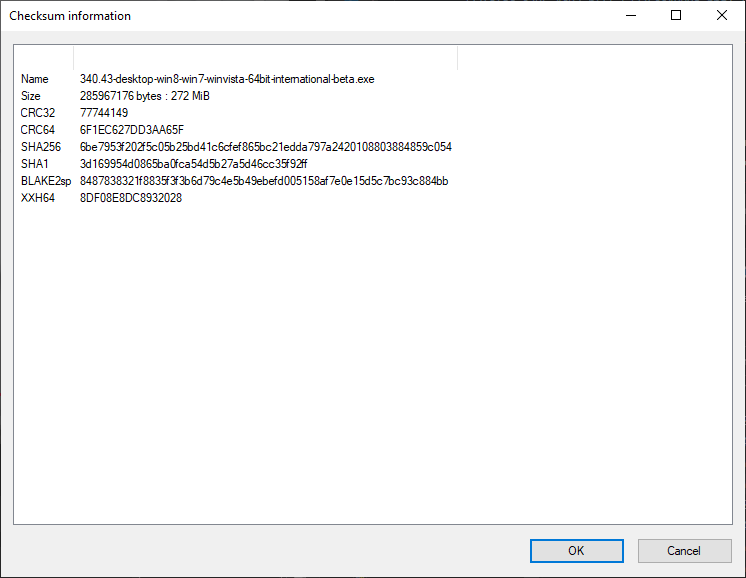 Checksum information
Name 340.43-desktop-win8-win7-winvista-64bit-international-beta.exe
Size 285967176 bytes : 272 MiB
CRC32 77744149
CRC64 6F1EC627DD3AA65F
SHA256 6be7953f202f5c05b25bd41c6cfef865bc21edda797a2420108803884859c054
SHA1 3d169954d0865ba0fca54d5b27a5d46cc35f92ff
BLAKE2sp 8487838321f8835f3f3b6d79c4e5b49ebefd005158af7e0e15d5c7bc93c884bb
XXH64 8DF08E8DC8932028
OK Cancel